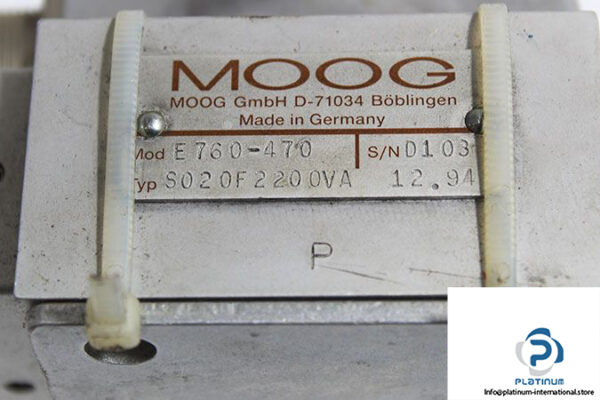 MOOG
MOOG GmbH D-71034 Böblingen
Made in Germany
Mod E760-470 S/N D103
Typ S020F2200VA 12.94
P
PLATINUM
Info@platinum-international.store